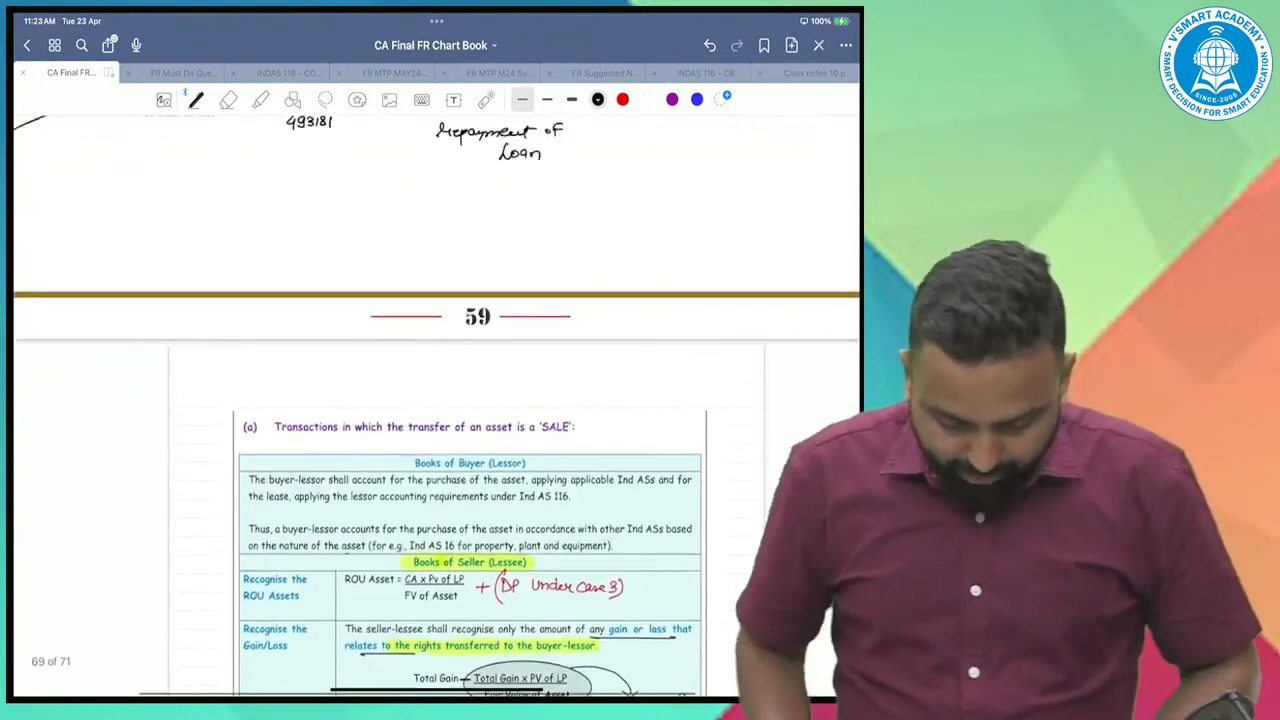 11:23 AM Tue 23 Apr
100%
CA Final FR Chart Book
CA Final FR...
FR Must Do Que...
INDAS 116 - CO...
FR MTP MAY24...
FR MTP M24 So...
FR Suggested N...
INDAS 116 - CB
Class notes 10 p
V'SMART ACADEMY
SMART DECISION FOR SMART EDUCATION
SINCE-2005
493181
repayment of
Loan
59
(a) Transactions in which the transfer of an asset is a 'SALE':
Books of Buyer (Lessor)
The buyer-lessor shall account for the purchase of the asset, applying applicable Ind ASs and for
the lease, applying the lessor accounting requirements under Ind AS 116.
Thus, a buyer-lessor accounts for the purchase of the asset in accordance with other Ind ASs based
on the nature of the asset (for e.g., Ind AS 16 for property, plant and equipment).
Books of Seller (Lessee)
Recognise the
ROU Assets
ROU Asset = CA x Pv of LP
FV of Asset
+ (DP Under Case 3)
Recognise the
Gain/Loss
The seller-lessee shall recognise only the amount of any gain or loss that
relates to the rights transferred to the buyer-lessor.
69 of 71
Total Gain – Total Gain x PV of LP
Fair Value of Asset